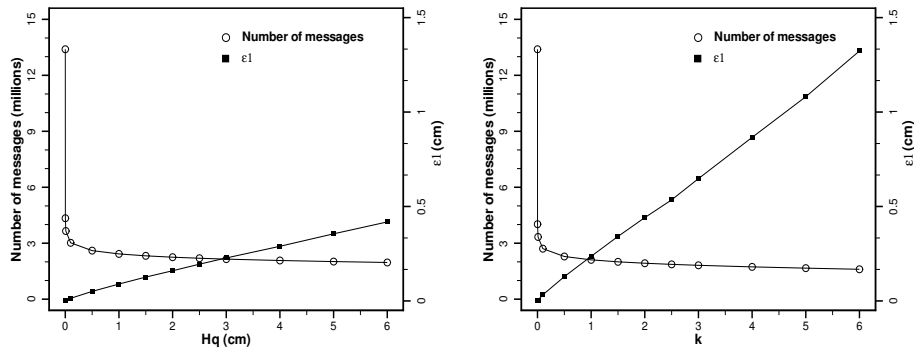 Number of messages (millions)
15
12
9
6
3
0
Number of messages
ε1
1.5
1
0.5
0
ε1 (cm)
0 1 2 3 4 5 6
Hq (cm)
Number of messages (millions)
15
12
9
6
3
0
Number of messages
ε1
1.5
1
0.5
0
ε1 (cm)
0 1 2 3 4 5 6
k